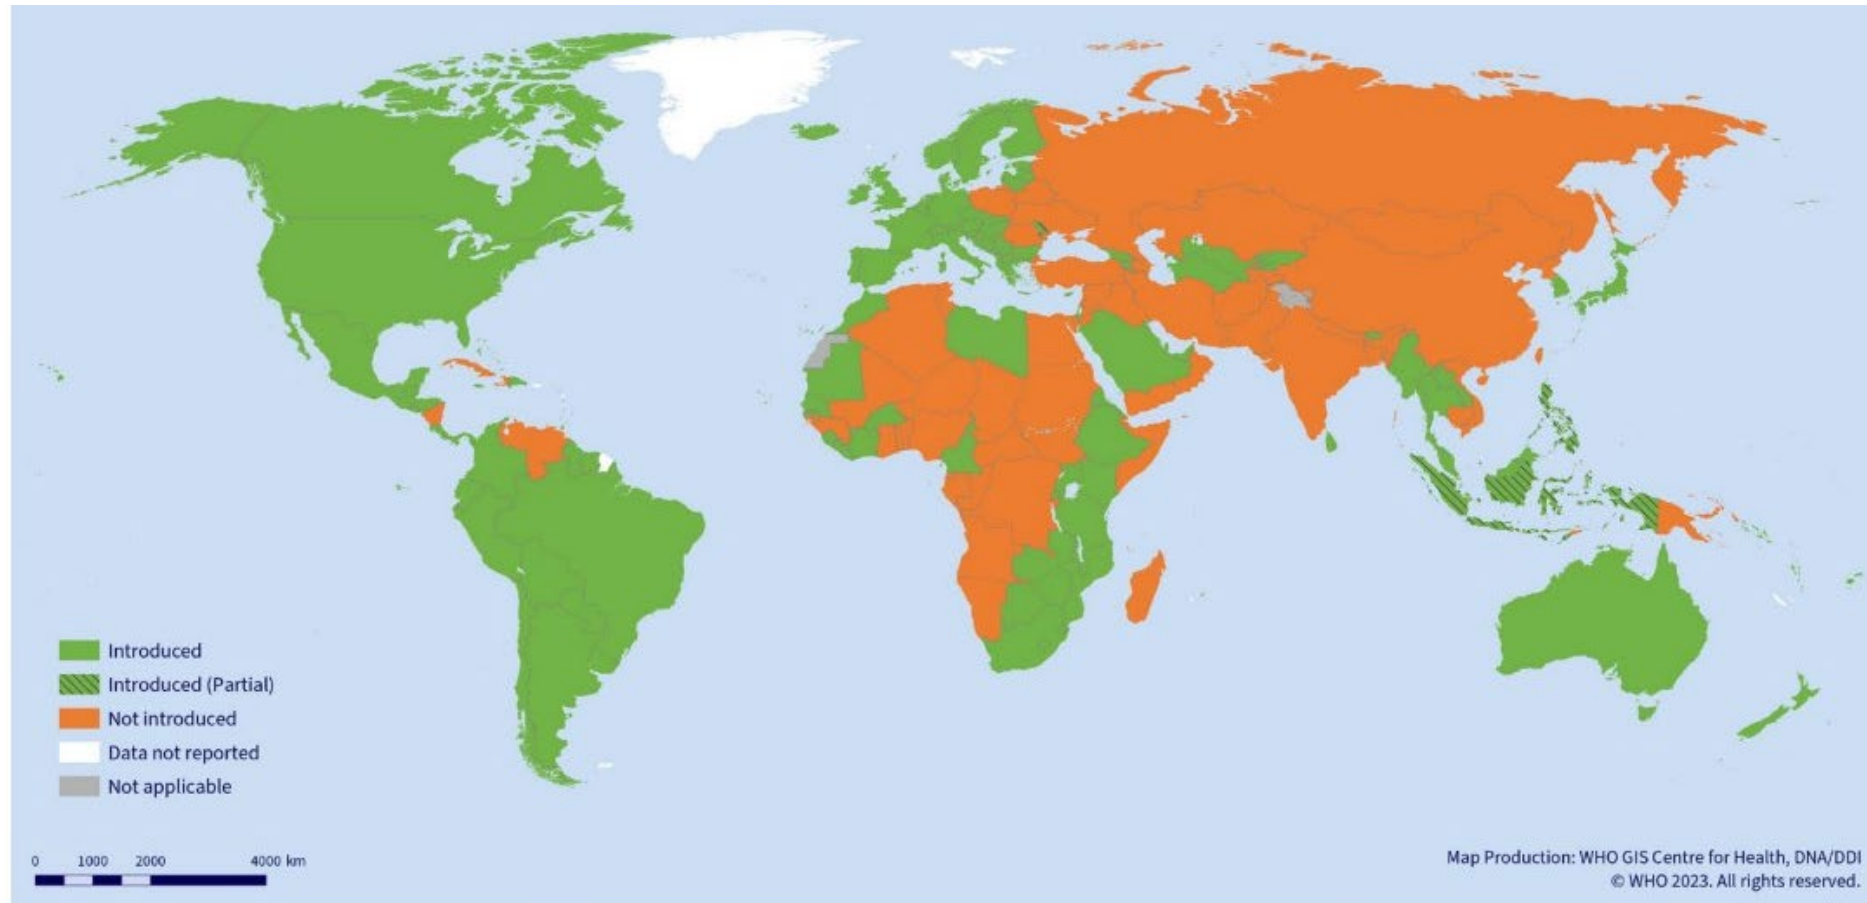 Introduced
Introduced (Partial)
Not introduced
Data not reported
Not applicable
0 1000 2000 4000 km
Map Production: WHO GIS Centre for Health, DNA/DDI
© WHO 2023. All rights reserved.